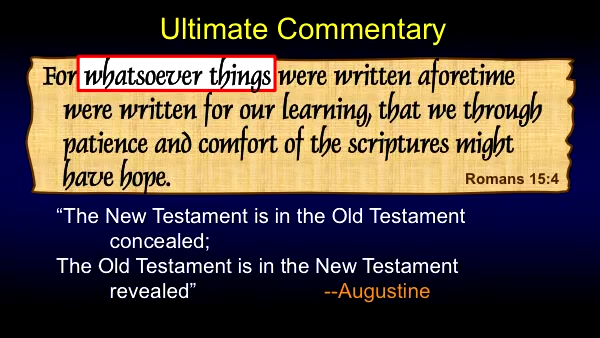 Ultimate Commentary
For whatsoever things were written aforetime
were written for our learning, that we through
patience and comfort of the scriptures might
have hope.
Romans 15:4
“The New Testament is in the Old Testament
concealed;
The Old Testament is in the New Testament
revealed” --Augustine